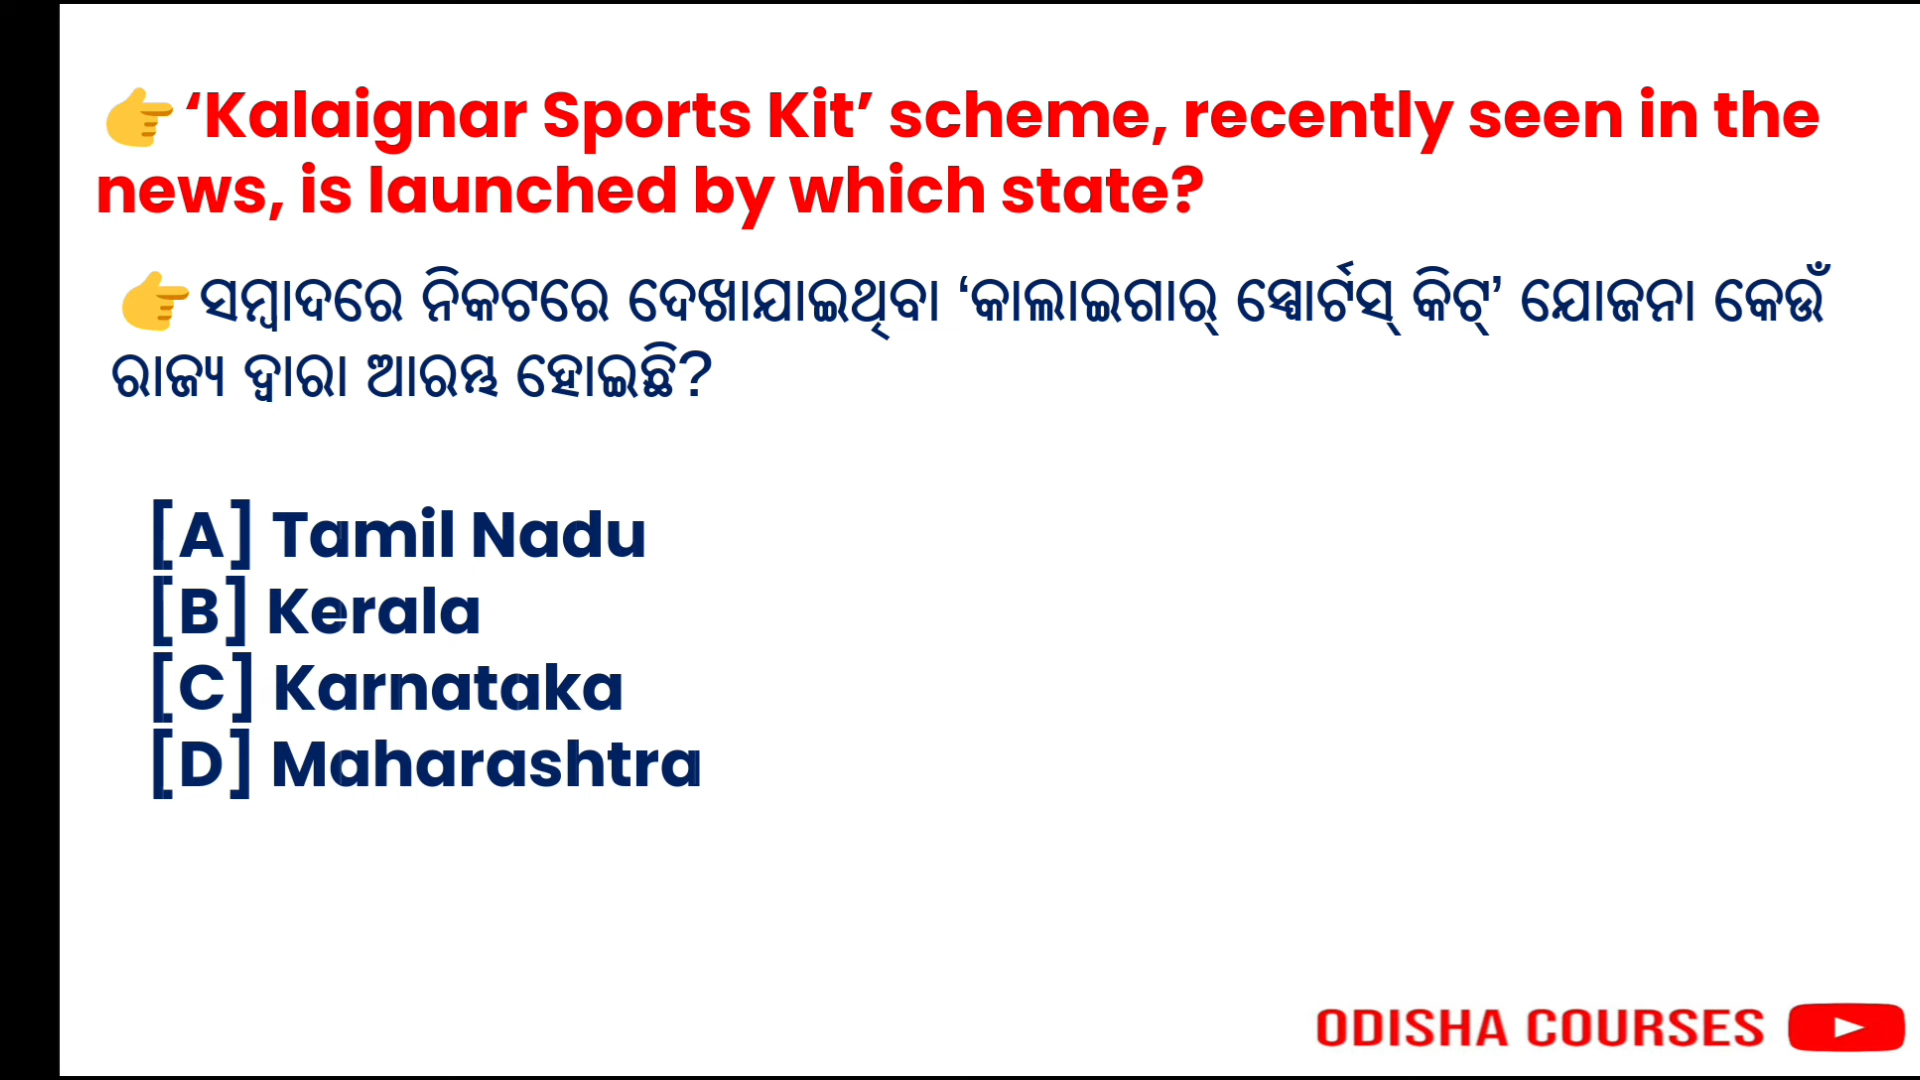 👉‘Kalaignar Sports Kit’ scheme, recently seen in the
news, is launched by which state?
👉ସମ୍ବାଦରେ ନିକଟରେ ଦେଖାଯାଇଥିବା ‘କାଲାଇଗାର୍ ସ୍ପୋର୍ଟସ୍ କିଟ୍’ ଯୋଜନା କେଉଁ
ରାଜ୍ୟ ଦ୍ୱାରା ଆରମ୍ଭ ହୋଇଛି?
[A] Tamil Nadu
[B] Kerala
[C] Karnataka
[D] Maharashtra
ODISHA COURSES